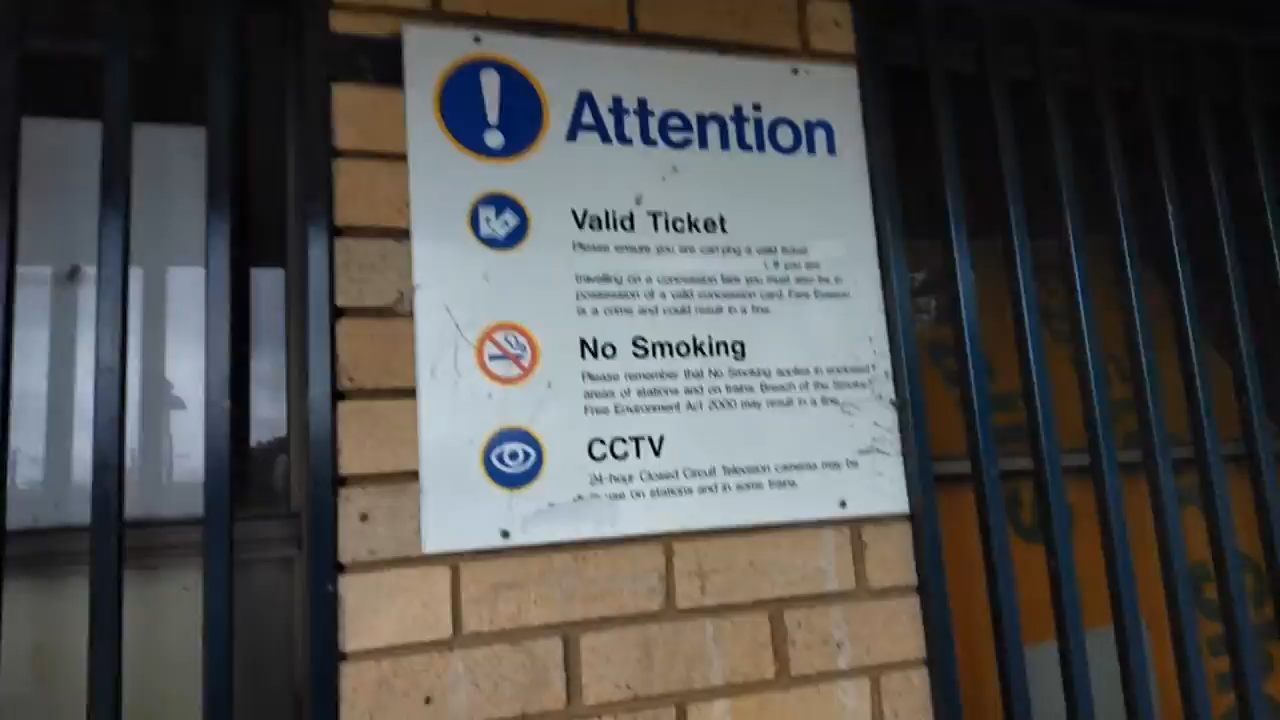 Attention
Valid Ticket
Please ensure you are carrying a valid ticket
. If you are
travelling on a concession fare you must also be in
possession of a valid concession card. Fare Evasion
is a crime and could result in a fine.
No Smoking
Please remember that No Smoking applies in enclosed
areas of stations and on trains. Breach of the Smoke
Free Environment Act 2000 may result in a fine.
CCTV
24-hour Closed Circuit Television cameras may be
in use on stations and in some trains.